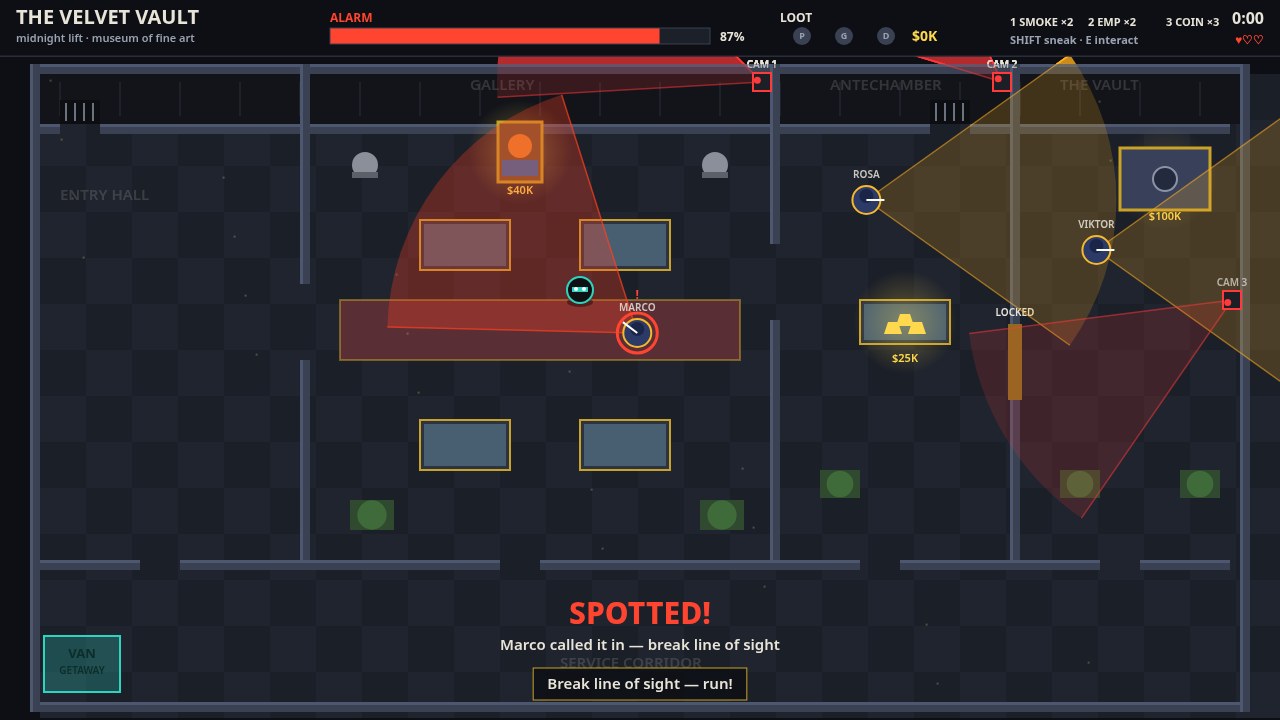 THE VELVET VAULT
midnight lift · museum of fine art
ALARM
87%
LOOT
P G D $0K
1 SMOKE ×2 2 EMP ×2 3 COIN ×3
SHIFT sneak · E interact
0:00
♥♡♡
CAM 1
CAM 2
GALLERY
ANTECHAMBER
THE VAULT
ROSA
ENTRY HALL
$40K
$100K
VIKTOR
CAM 3
!
MARCO
LOCKED
$25K
SPOTTED!
Marco called it in — break line of sight
SERVICE CORRIDOR
Break line of sight — run!
VAN
GETAWAY